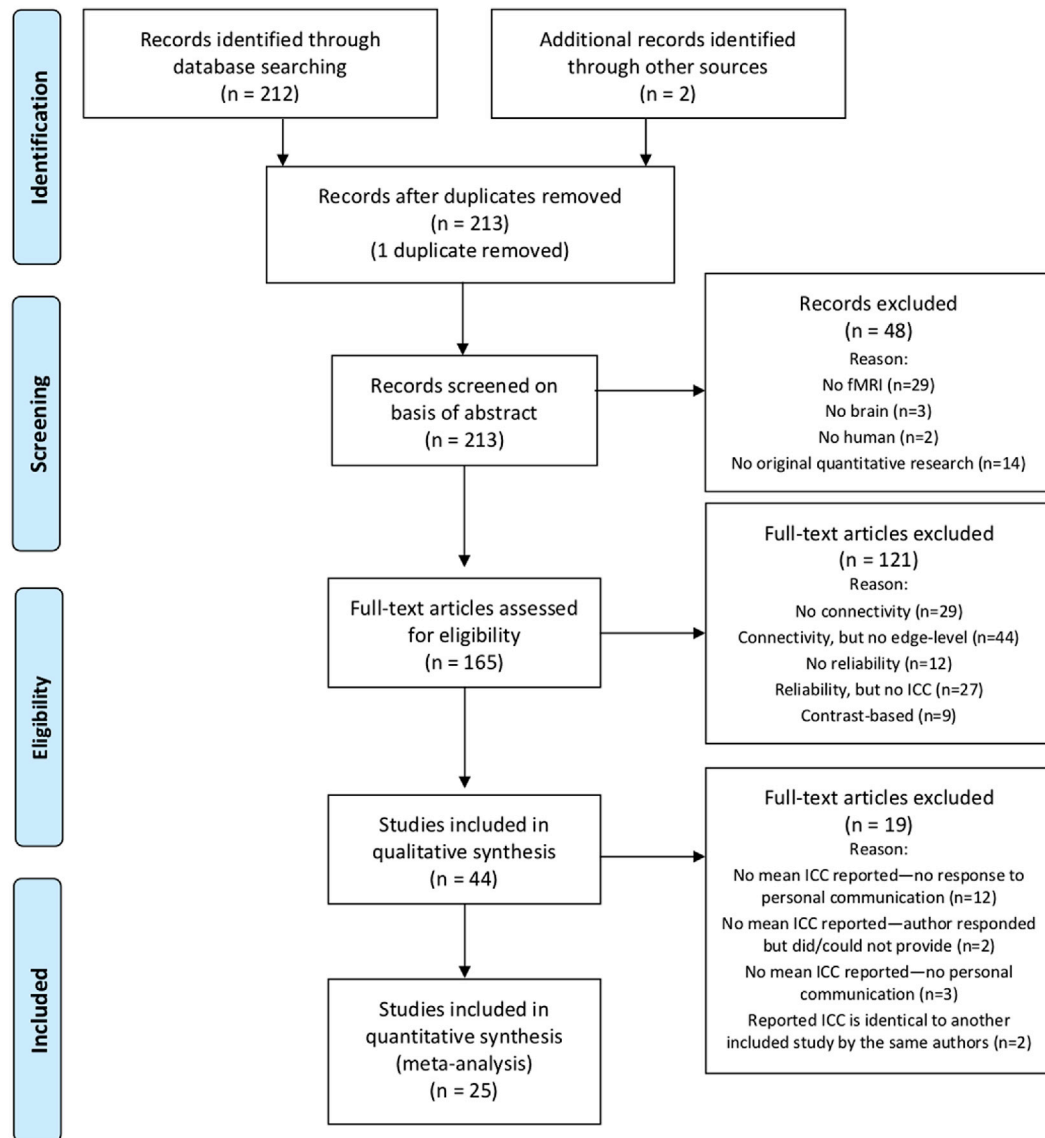 Identification
Records identified through
database searching
(n = 212)
Additional records identified
through other sources
(n = 2)
Records after duplicates removed
(n = 213)
(1 duplicate removed)
Screening
Records screened on
basis of abstract
(n = 213)
Records excluded
(n = 48)
Reason:
No fMRI (n=29)
No brain (n=3)
No human (n=2)
No original quantitative research (n=14)
Eligibility
Full-text articles assessed
for eligibility
(n = 165)
Full-text articles excluded
(n = 121)
Reason:
No connectivity (n=29)
Connectivity, but no edge-level (n=44)
No reliability (n=12)
Reliability, but no ICC (n=27)
Contrast-based (n=9)
Studies included in
qualitative synthesis
(n = 44)
Full-text articles excluded
(n = 19)
Reason:
No mean ICC reported—no response to
personal communication (n=12)
No mean ICC reported—author responded
but did/could not provide (n=2)
No mean ICC reported—no personal
communication (n=3)
Reported ICC is identical to another
included study by the same authors (n=2)
Included
Studies included in
quantitative synthesis
(meta-analysis)
(n = 25)